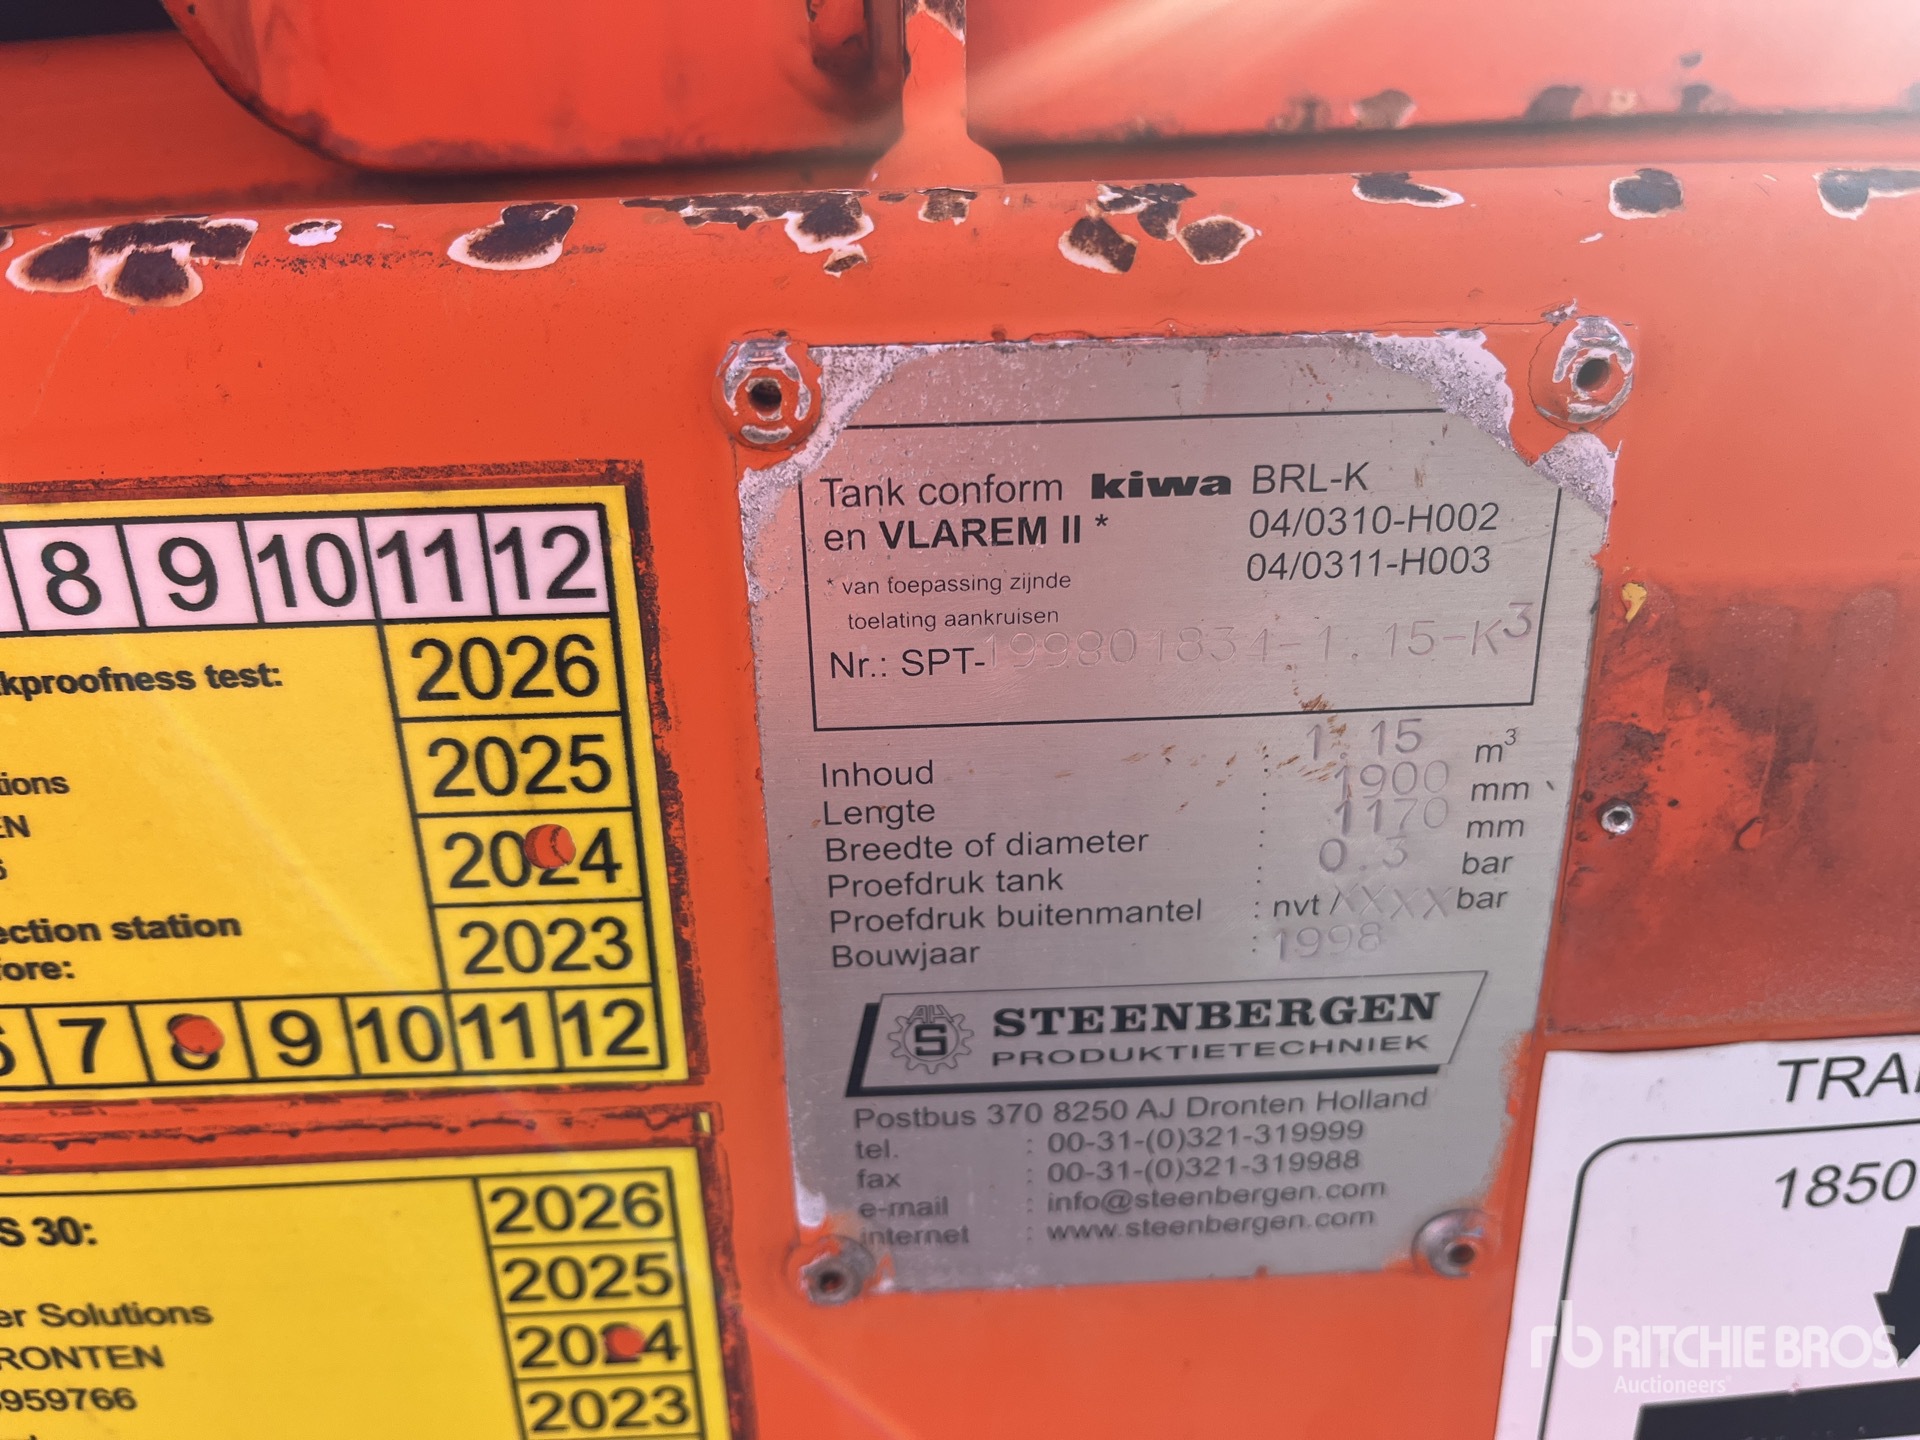 8 9 10 11 12
kproofness test:
2026
2025
2024
2023
tions
EN
ection station
fore:
7 8 9 10 11 12
S 30:
er Solutions
RONTEN
959766
2026
2025
2024
2023
Tank conform kiwa BRL-K
en VLAREM II * 04/0310-H002
04/0311-H003
* van toepassing zijnde
toelating aankruisen
Nr.: SPT-199801834-1.15-K3
Inhoud : 1.15 m3
Lengte : 1900 mm
Breedte of diameter : 1170 mm
Proefdruk tank : 0.3 bar
Proefdruk buitenmantel : nvt /XXXX bar
Bouwjaar : 1998
S
STEENBERGEN
PRODUKTIETECHNIEK
Postbus 370 8250 AJ Dronten Holland
tel. : 00-31-(0)321-319999
fax : 00-31-(0)321-319988
e-mail : info@steenbergen.com
internet : www.steenbergen.com
TRA
1850
rb RITCHIE BROS.
Auctioneers